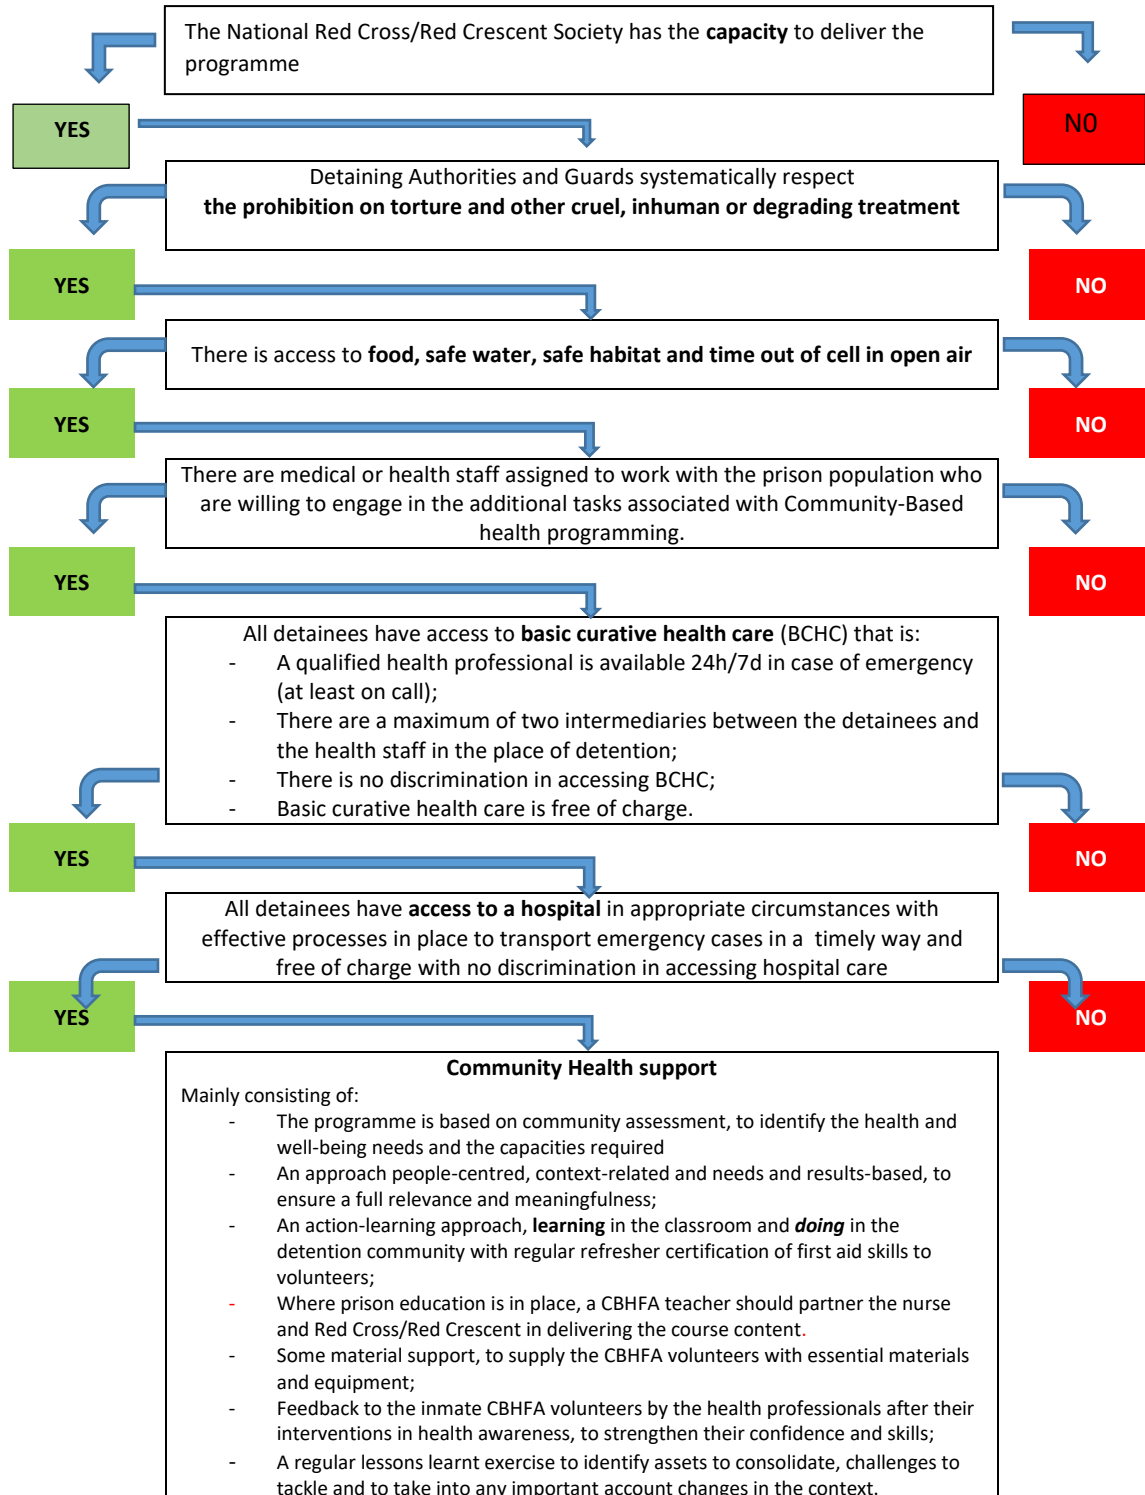 The National Red Cross/Red Crescent Society has the capacity to deliver the
programme
YES
N0
Detaining Authorities and Guards systematically respect
the prohibition on torture and other cruel, inhuman or degrading treatment
YES
NO
There is access to food, safe water, safe habitat and time out of cell in open air
YES
NO
There are medical or health staff assigned to work with the prison population who
are willing to engage in the additional tasks associated with Community-Based
health programming.
YES
NO
All detainees have access to basic curative health care (BCHC) that is:
- A qualified health professional is available 24h/7d in case of emergency
(at least on call);
- There are a maximum of two intermediaries between the detainees and
the health staff in the place of detention;
- There is no discrimination in accessing BCHC;
- Basic curative health care is free of charge.
YES
NO
All detainees have access to a hospital in appropriate circumstances with
effective processes in place to transport emergency cases in a timely way and
free of charge with no discrimination in accessing hospital care
YES
NO
Community Health support
Mainly consisting of:
- The programme is based on community assessment, to identify the health and
well-being needs and the capacities required
- An approach people-centred, context-related and needs and results-based, to
ensure a full relevance and meaningfulness;
- An action-learning approach, learning in the classroom and doing in the
detention community with regular refresher certification of first aid skills to
volunteers;
- Where prison education is in place, a CBHFA teacher should partner the nurse
and Red Cross/Red Crescent in delivering the course content.
- Some material support, to supply the CBHFA volunteers with essential materials
and equipment;
- Feedback to the inmate CBHFA volunteers by the health professionals after their
interventions in health awareness, to strengthen their confidence and skills;
- A regular lessons learnt exercise to identify assets to consolidate, challenges to
tackle and to take into any important account changes in the context.